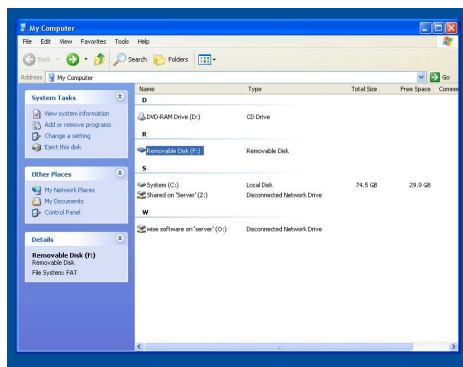 My Computer
File Edit View Favorites Tools Help
Back Search Folders
Address My Computer Go
Name Type Total Size Free Space Comme
System Tasks
View system information
Add or remove programs
Change a setting
Eject this disk
Other Places
My Network Places
My Documents
Control Panel
Details
Removable Disk (F:)
Removable Disk
File System: FAT
D
DVD-RAM Drive (D:) CD Drive
R
Removable Disk (F:) Removable Disk
S
System (C:) Local Disk 74.5 GB 29.9 GB
Shared on 'Server' (Z:) Disconnected Network Drive
W
wise software on 'server' (O:) Disconnected Network Drive